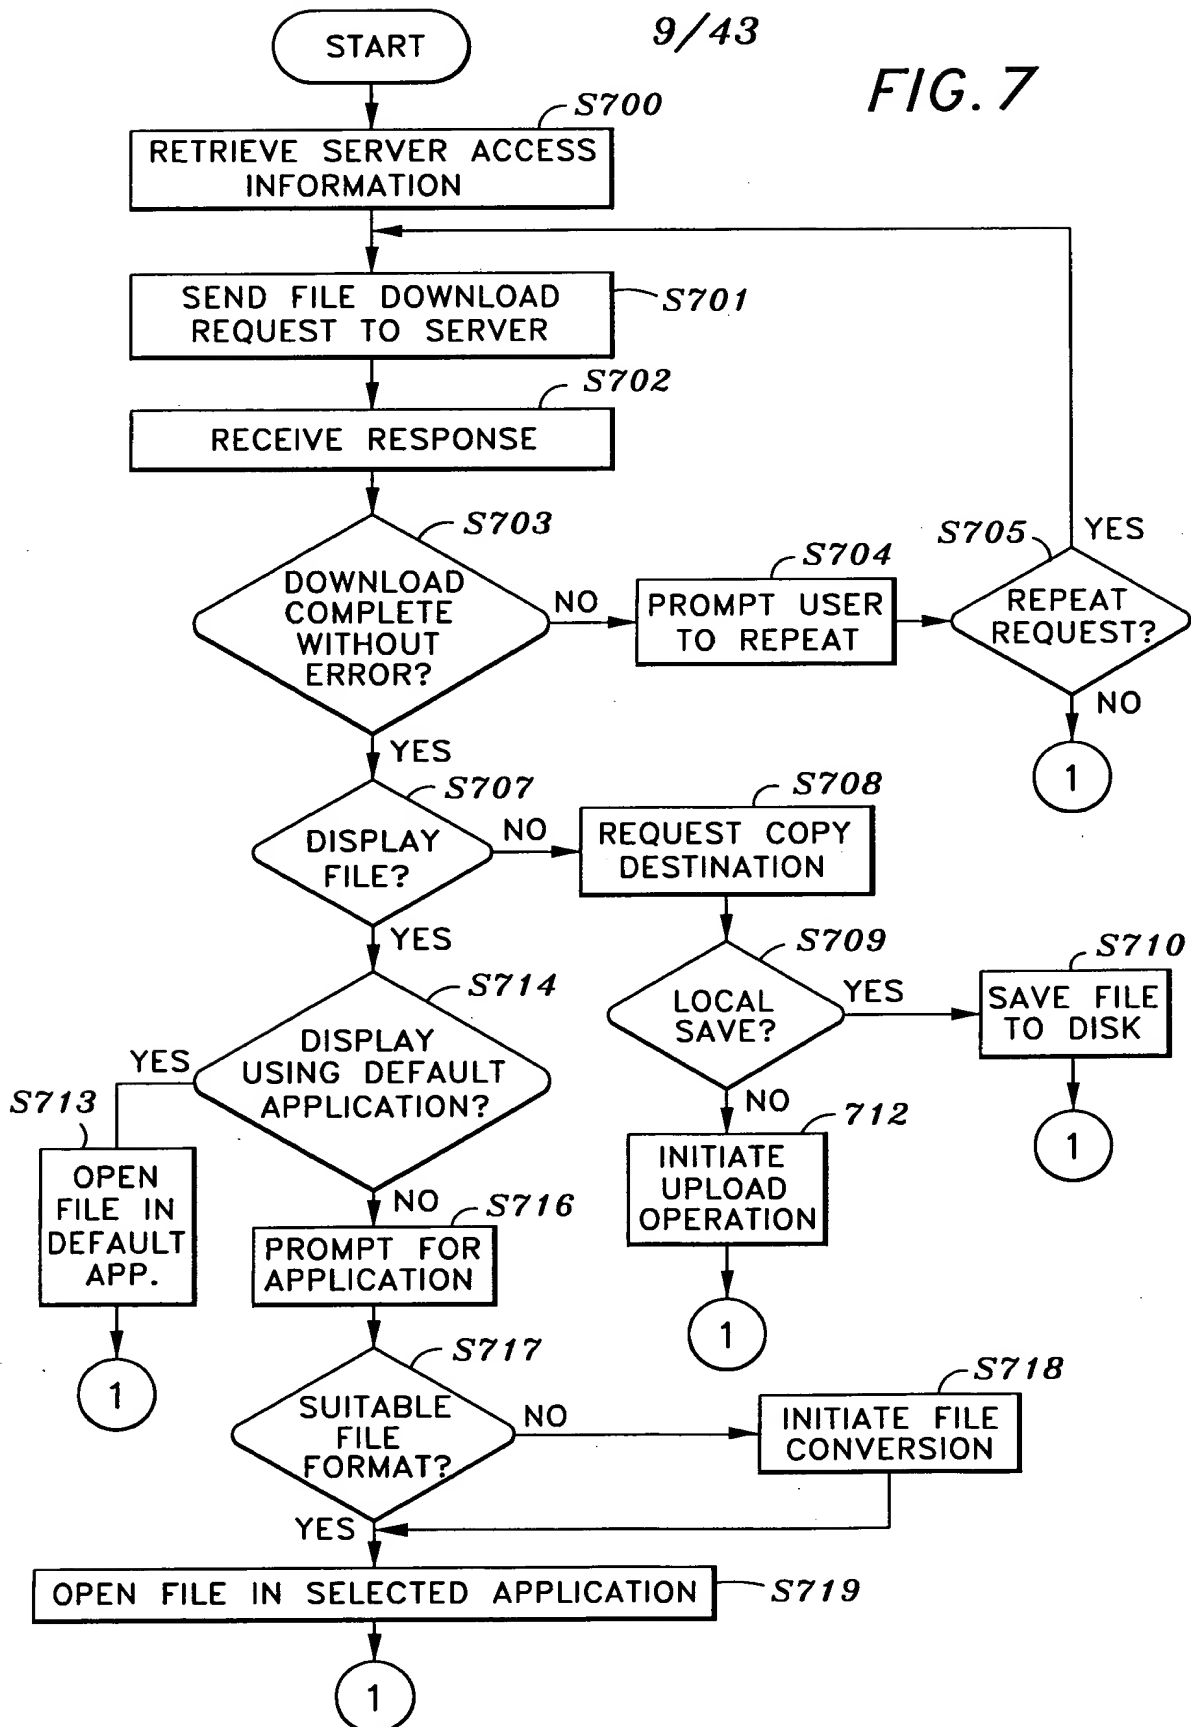 START
9/43
FIG. 7
S700
RETRIEVE SERVER ACCESS
INFORMATION
SEND FILE DOWNLOAD
REQUEST TO SERVER
S701
S702
RECEIVE RESPONSE
S703
DOWNLOAD
COMPLETE
WITHOUT
ERROR?
NO
S704
PROMPT USER
TO REPEAT
S705
YES
REPEAT
REQUEST?
NO
1
YES
S707
DISPLAY
FILE?
NO
S708
REQUEST COPY
DESTINATION
YES
S709
LOCAL
SAVE?
YES
S710
SAVE FILE
TO DISK
1
NO
712
INITIATE
UPLOAD
OPERATION
1
S714
DISPLAY
USING DEFAULT
APPLICATION?
YES
S713
OPEN
FILE IN
DEFAULT
APP.
1
NO
S716
PROMPT FOR
APPLICATION
S717
SUITABLE
FILE
FORMAT?
NO
S718
INITIATE FILE
CONVERSION
YES
OPEN FILE IN SELECTED APPLICATION
S719
1